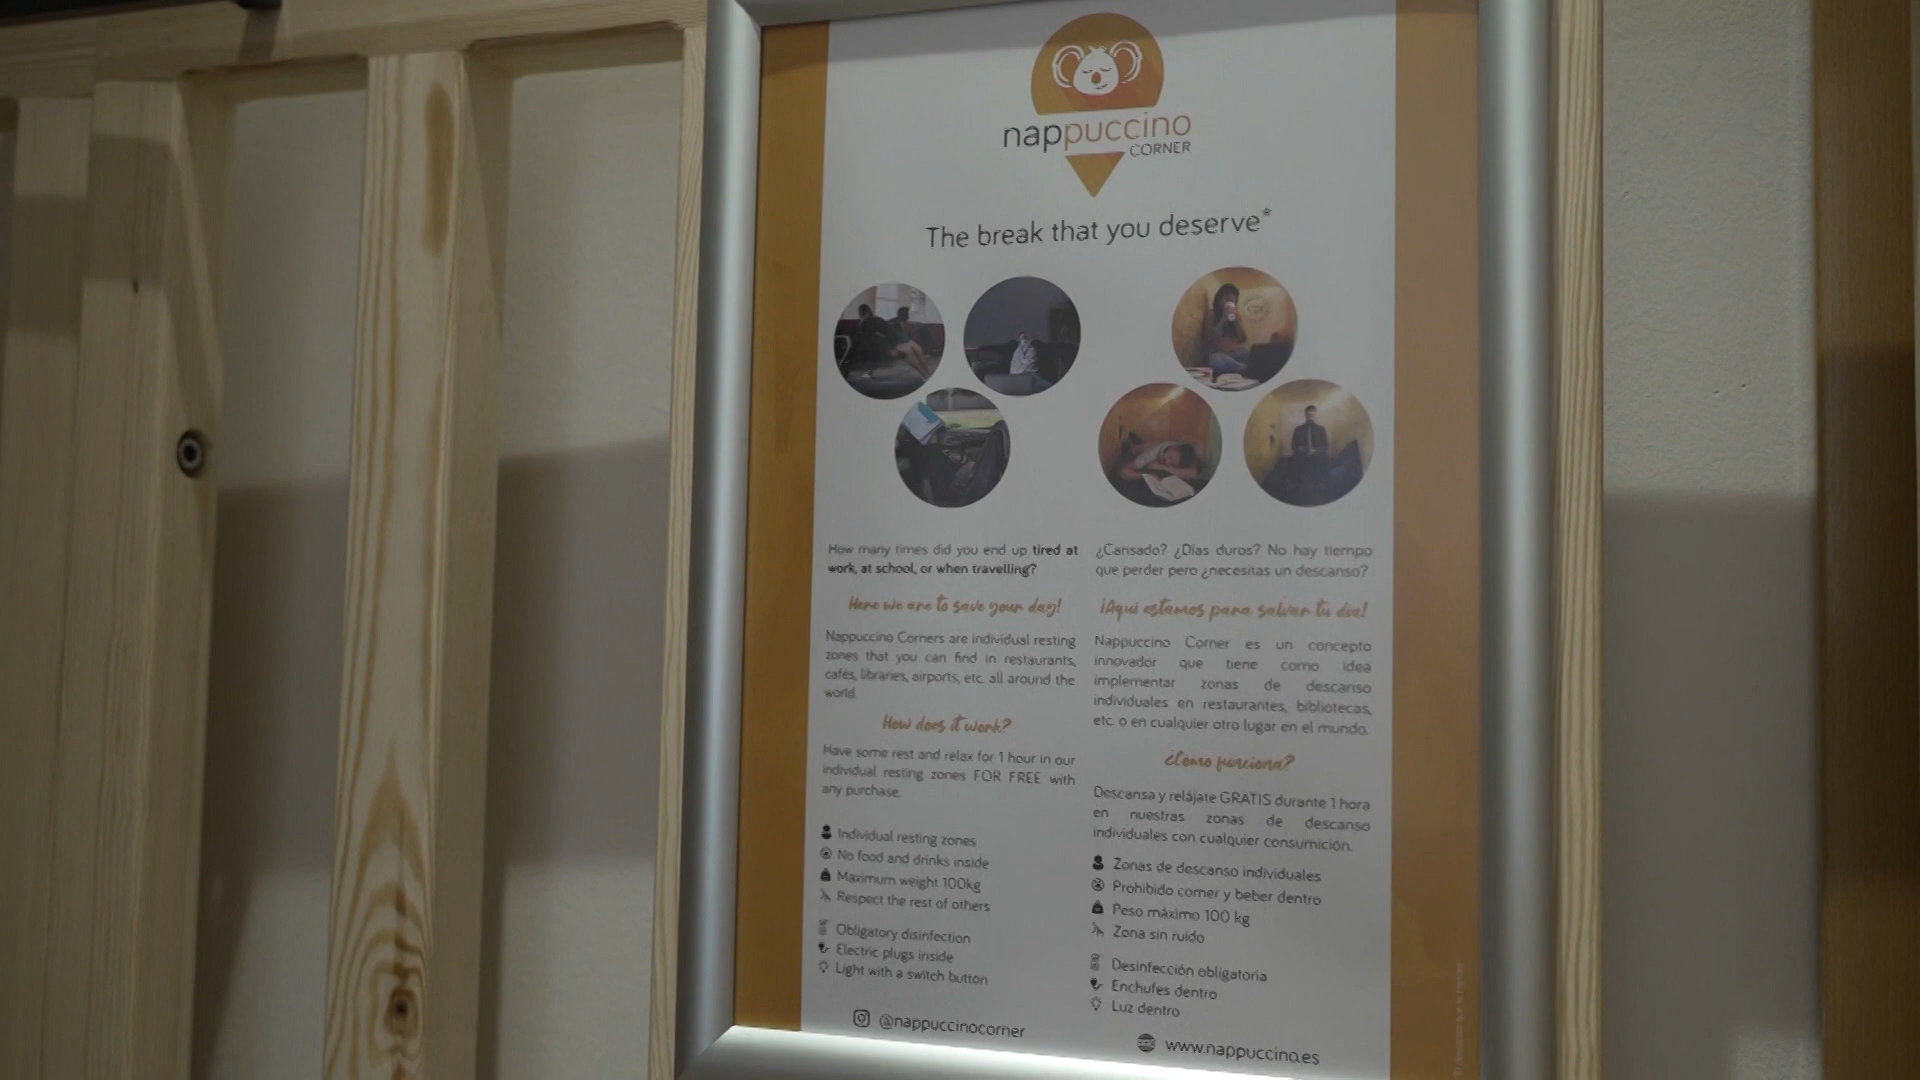 nappuccino
CORNER
The break that you deserve*
How many times did you end up tired at
work, at school, or when travelling?
Here we are to save your day!
Nappuccino Corners are individual resting
zones that you can find in restaurants,
cafés, libraries, airports, etc. all around the
world.
How does it work?
Have some rest and relax for 1 hour in our
individual resting zones FOR FREE with
any purchase.
Individual resting zones
No food and drinks inside
Maximum weight 100kg
Respect the rest of others
Obligatory disinfection
Electric plugs inside
Light with a switch button
@nappuccinocorner
¿Cansado? ¿Días duros? No hay tiempo
que perder pero ¿necesitas un descanso?
¡Aquí estamos para salvar tu día!
Nappuccino Corner es un concepto
innovador que tiene como idea
implementar zonas de descanso
individuales en restaurantes, bibliotecas,
etc. o en cualquier otro lugar en el mundo.
¿Cómo funciona?
Descansa y relájate GRATIS durante 1 hora
en nuestras zonas de descanso
individuales con cualquier consumición.
Zonas de descanso individuales
Prohibido comer y beber dentro
Peso máximo 100 kg
Zona sin ruido
Desinfección obligatoria
Enchufes dentro
Luz dentro
www.nappuccino.es